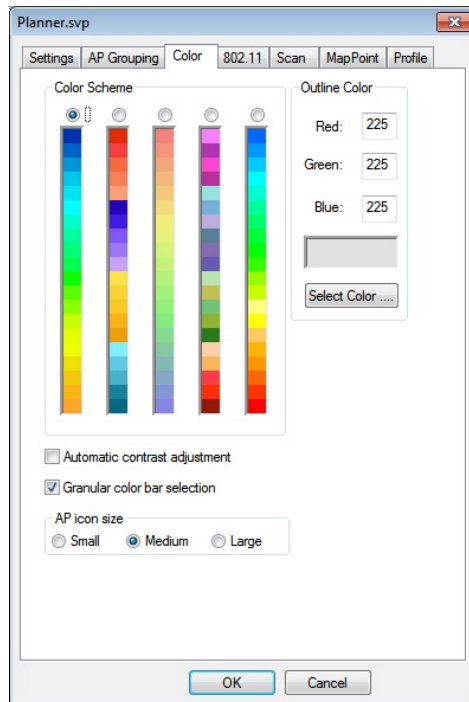 Planner.svp
Settings AP Grouping Color 802.11 Scan MapPoint Profile
Color Scheme
Outline Color
Red: 225
Green: 225
Blue: 225
Select Color ....
Automatic contrast adjustment
Granular color bar selection
AP icon size
Small Medium Large
OK Cancel